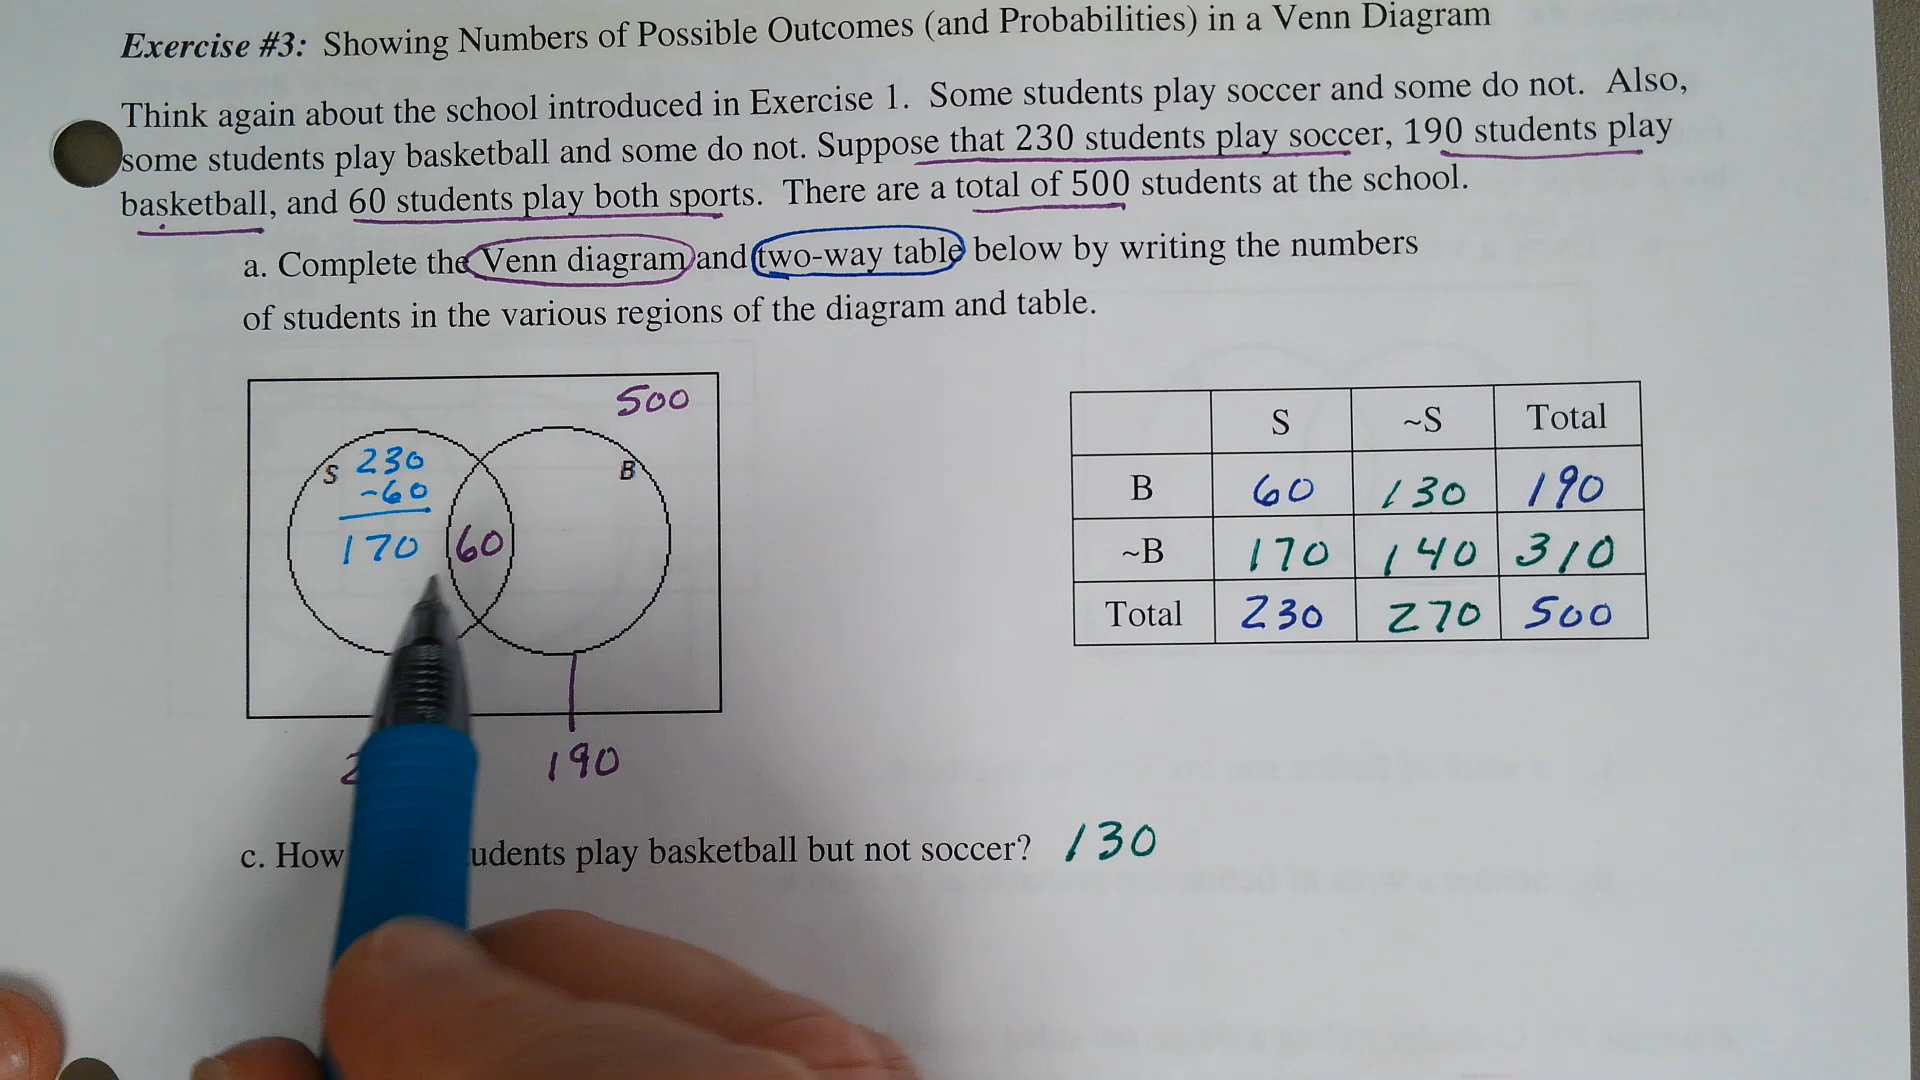 Exercise #3: Showing Numbers of Possible Outcomes (and Probabilities) in a Venn Diagram
Think again about the school introduced in Exercise 1. Some students play soccer and some do not. Also,
some students play basketball and some do not. Suppose that 230 students play soccer, 190 students play
basketball, and 60 students play both sports. There are a total of 500 students at the school.
a. Complete the Venn diagram and two-way table below by writing the numbers
of students in the various regions of the diagram and table.
500
S 230 B
-60
170 60
190
S ~S Total
B 60 130 190
~B 170 140 310
Total 230 270 500
c. How students play basketball but not soccer? 130